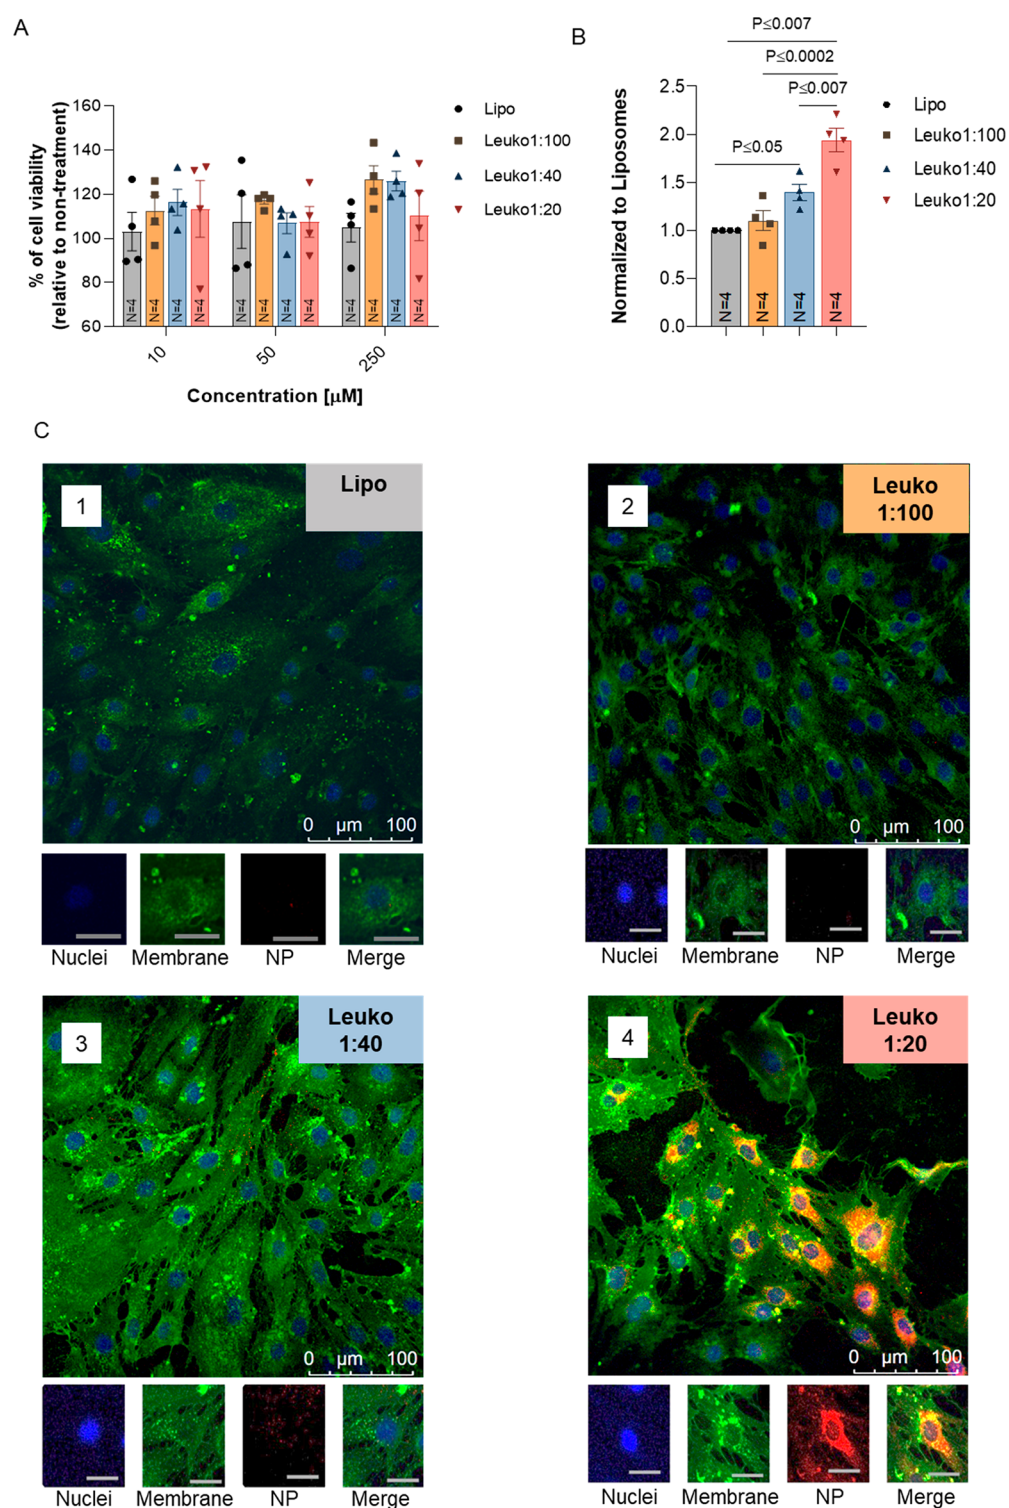 A
% of cell viability
(relative to non-treatment)
160
140
120
100
80
60
N=4
N=4
N=4
N=4
N=4
N=4
N=4
N=4
N=4
N=4
N=4
N=4
10
50
250
Concentration [µM]
Lipo
Leuko1:100
Leuko1:40
Leuko1:20
B
P≤0.007
P≤0.0002
P≤0.007
P≤0.05
Normalized to Liposomes
2.5
2.0
1.5
1.0
0.5
0.0
N=4
N=4
N=4
N=4
Lipo
Leuko1:100
Leuko1:40
Leuko1:20
C
1
Lipo
0 µm 100
Nuclei Membrane NP Merge
2
Leuko
1:100
0 µm 100
Nuclei Membrane NP Merge
3
Leuko
1:40
0 µm 100
Nuclei Membrane NP Merge
4
Leuko
1:20
0 µm 100
Nuclei Membrane NP Merge